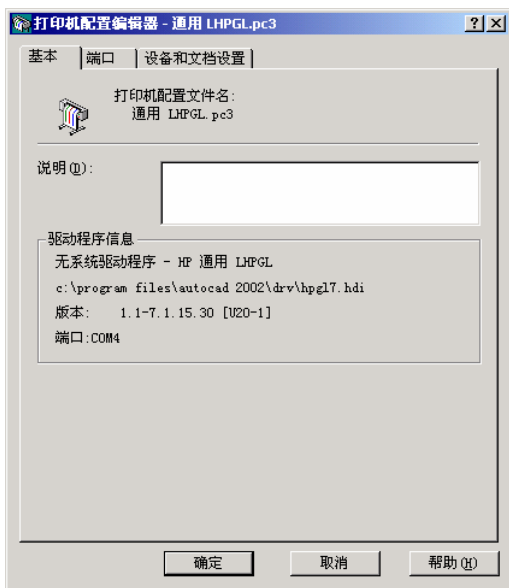 打印机配置编辑器 - 通用 LHPGL.pc3
基本 端口 设备和文档设置
打印机配置文件名:
通用 LHPGL.pc3
说明(D):
驱动程序信息
无系统驱动程序 - HP 通用 LHPGL
c:\program files\autocad 2002\drv\hpgl7.hdi
版本: 1.1-7.1.15.30 [U20-1]
端口:COM4
确定 取消 帮助(H)